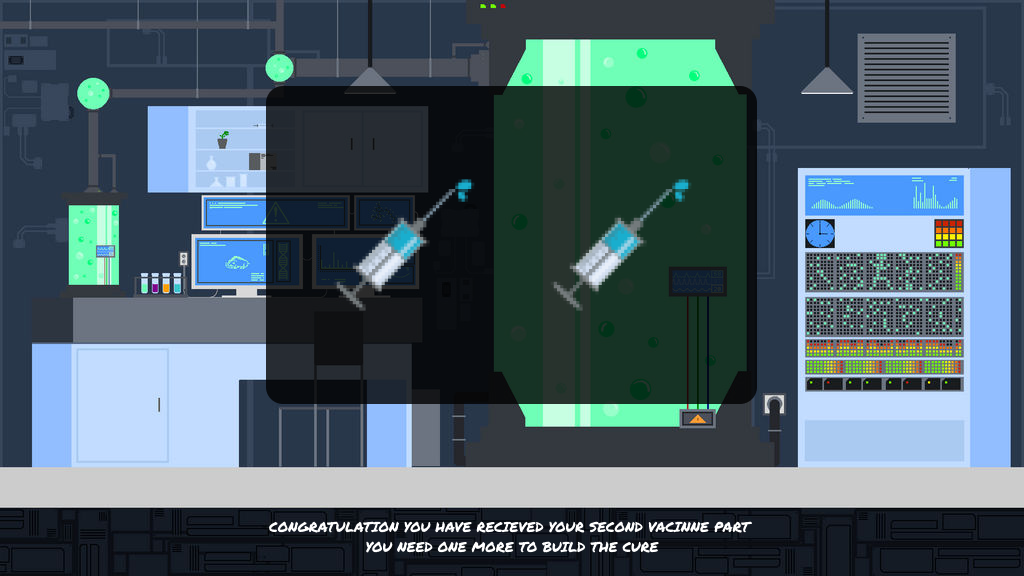 CONGRATULATION YOU HAVE RECIEVED YOUR SECOND VACINNE PART
YOU NEED ONE MORE TO BUILD THE CURE